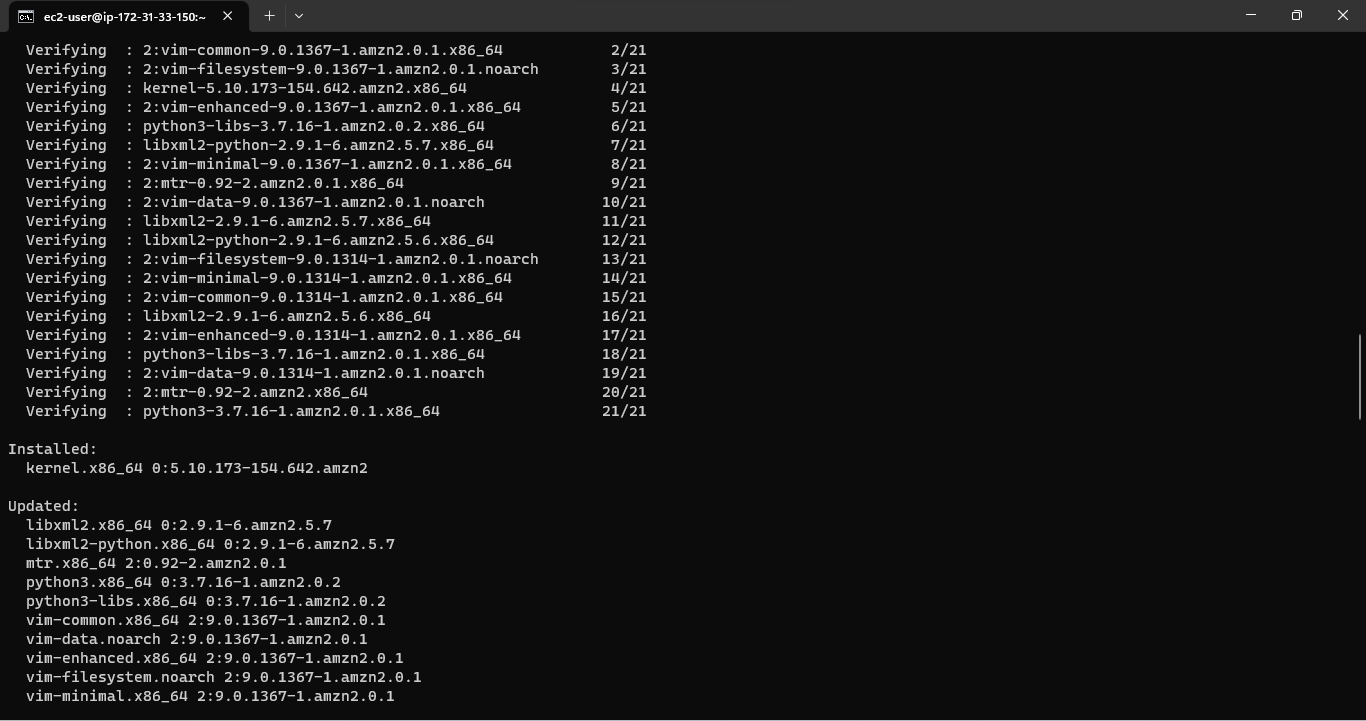 ec2-user@ip-172-31-33-150:~
Verifying  : 2:vim-common-9.0.1367-1.amzn2.0.1.x86_64            2/21
Verifying  : 2:vim-filesystem-9.0.1367-1.amzn2.0.1.noarch        3/21
Verifying  : kernel-5.10.173-154.642.amzn2.x86_64                4/21
Verifying  : 2:vim-enhanced-9.0.1367-1.amzn2.0.1.x86_64          5/21
Verifying  : python3-libs-3.7.16-1.amzn2.0.2.x86_64              6/21
Verifying  : libxml2-python-2.9.1-6.amzn2.5.7.x86_64             7/21
Verifying  : 2:vim-minimal-9.0.1367-1.amzn2.0.1.x86_64           8/21
Verifying  : 2:mtr-0.92-2.amzn2.0.1.x86_64                       9/21
Verifying  : 2:vim-data-9.0.1367-1.amzn2.0.1.noarch             10/21
Verifying  : libxml2-2.9.1-6.amzn2.5.7.x86_64                   11/21
Verifying  : libxml2-python-2.9.1-6.amzn2.5.6.x86_64            12/21
Verifying  : 2:vim-filesystem-9.0.1314-1.amzn2.0.1.noarch       13/21
Verifying  : 2:vim-minimal-9.0.1314-1.amzn2.0.1.x86_64          14/21
Verifying  : 2:vim-common-9.0.1314-1.amzn2.0.1.x86_64           15/21
Verifying  : libxml2-2.9.1-6.amzn2.5.6.x86_64                   16/21
Verifying  : 2:vim-enhanced-9.0.1314-1.amzn2.0.1.x86_64         17/21
Verifying  : python3-libs-3.7.16-1.amzn2.0.1.x86_64             18/21
Verifying  : 2:vim-data-9.0.1314-1.amzn2.0.1.noarch             19/21
Verifying  : 2:mtr-0.92-2.amzn2.x86_64                          20/21
Verifying  : python3-3.7.16-1.amzn2.0.1.x86_64                  21/21
Installed:
kernel.x86_64 0:5.10.173-154.642.amzn2
Updated:
libxml2.x86_64 0:2.9.1-6.amzn2.5.7
libxml2-python.x86_64 0:2.9.1-6.amzn2.5.7
mtr.x86_64 2:0.92-2.amzn2.0.1
python3.x86_64 0:3.7.16-1.amzn2.0.2
python3-libs.x86_64 0:3.7.16-1.amzn2.0.2
vim-common.x86_64 2:9.0.1367-1.amzn2.0.1
vim-data.noarch 2:9.0.1367-1.amzn2.0.1
vim-enhanced.x86_64 2:9.0.1367-1.amzn2.0.1
vim-filesystem.noarch 2:9.0.1367-1.amzn2.0.1
vim-minimal.x86_64 2:9.0.1367-1.amzn2.0.1